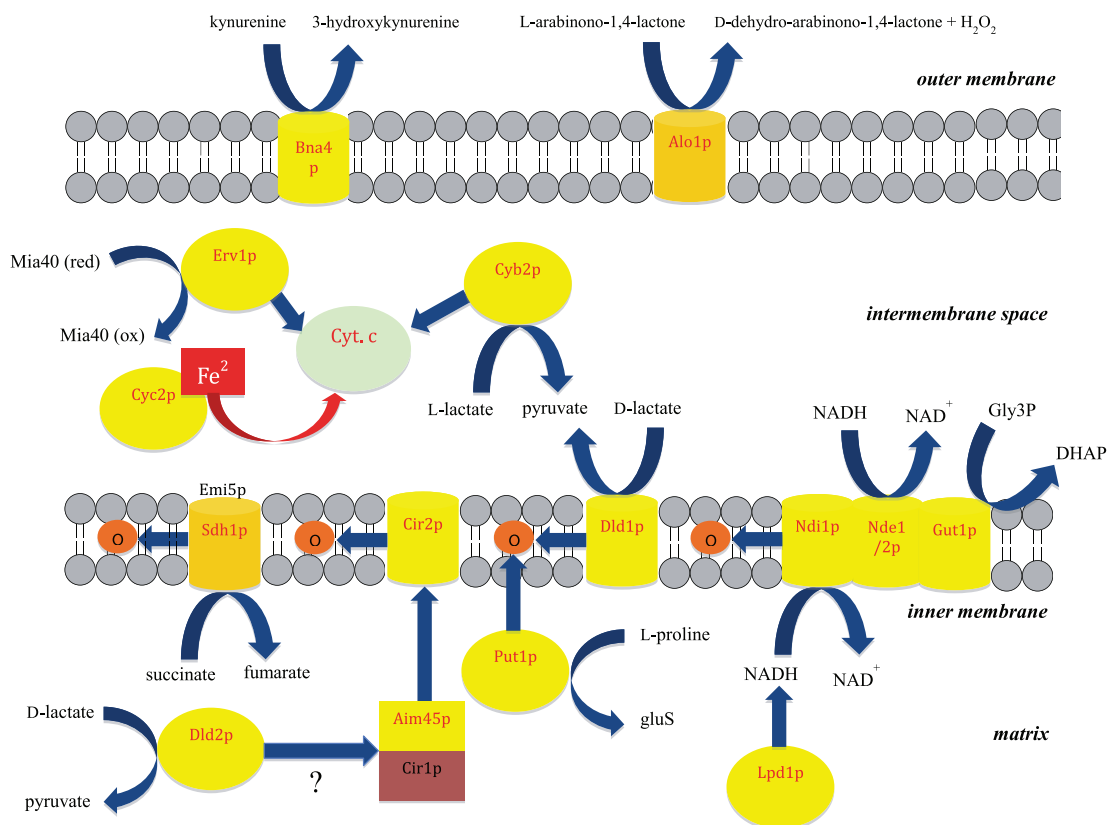 kynurenine
3-hydroxykynurenine
L-arabinono-1,4-lactone
D-dehydro-arabinono-1,4-lactone + H₂O₂
outer membrane
Bna4
p
Alo1p
Mia40 (red)
Erv1p
Cyb2p
Mia40 (ox)
Cyt. c
intermembrane space
Fe²
Cyc2p
L-lactate
pyruvate
D-lactate
NADH
NAD⁺
Gly3P
DHAP
Emi5p
Sdh1p
O
O
Cir2p
O
Dld1p
O
Ndi1p
Nde1
/2p
Gut1p
inner membrane
succinate
fumarate
Put1p
L-proline
gluS
NADH
NAD⁺
D-lactate
Dld2p
?
pyruvate
Aim45p
Cir1p
Lpd1p
matrix